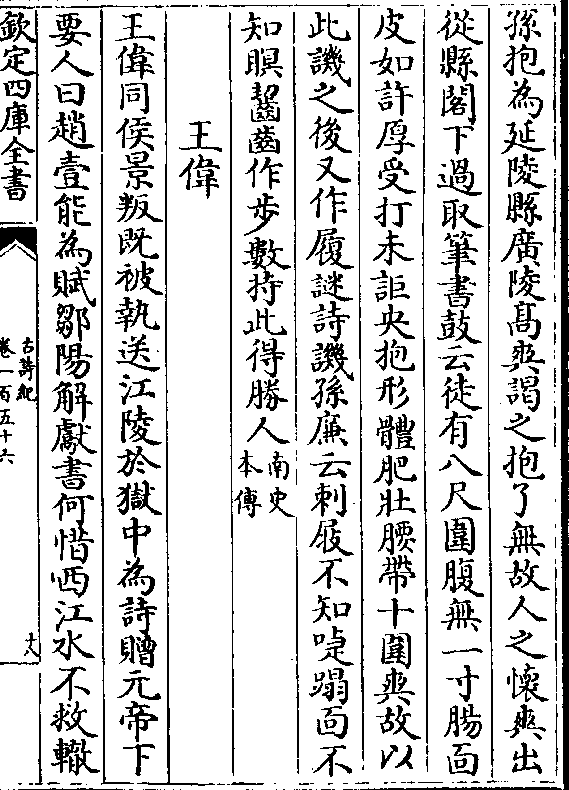 孫抱為延陵縣廣陵髙爽謁之抱了無故人之懷爽出
從縣閣下過取筆書鼓云徒有八尺圍腹無一寸腸面
皮如許厚受打未詎央抱形體肥壯腰帶十圍爽故以
此譏之後又作屐謎詩譏孫廉云刺鼻不知啑蹋面不
知瞋齧齒作步數持此得勝人南史
本傳
王偉
王偉同侯景叛既被執送江陵於獄中為詩贈元帝下
要人曰趙壹能為賦鄒陽解獻書何惜西江水不救轍
欽定四庫全書
古詩紀
卷一百五十六
十八